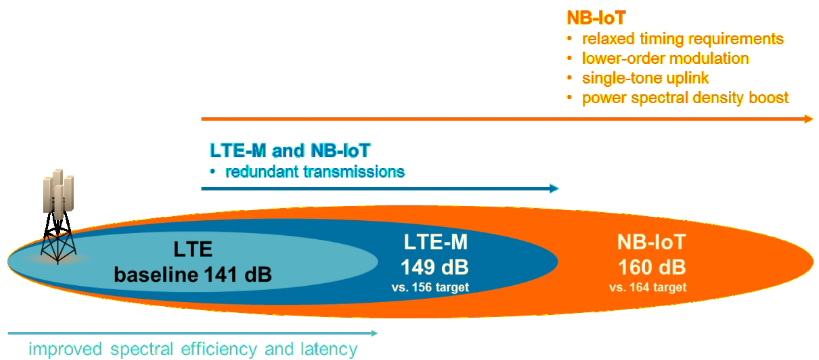 NB-IoT
• relaxed timing requirements
• lower-order modulation
• single-tone uplink
• power spectral density boost
LTE-M and NB-IoT
• redundant transmissions
LTE
baseline 141 dB
LTE-M
149 dB
vs. 156 target
NB-IoT
160 dB
vs. 164 target
improved spectral efficiency and latency